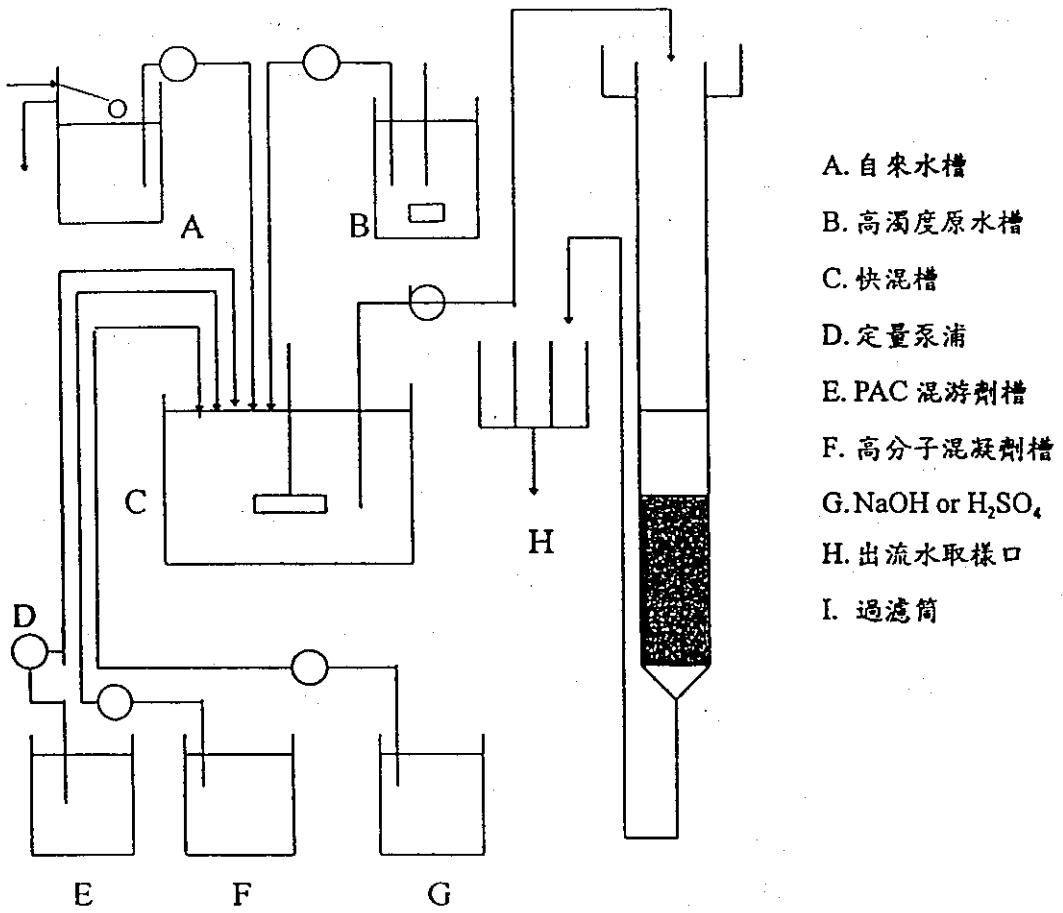 A
B
C
D
E
F
G
H
A. 自來水槽
B. 高濁度原水槽
C. 快混槽
D. 定量泵浦
E. PAC 混游劑槽
F. 高分子混凝劑槽
G. NaOH or H₂SO₄
H. 出流水取樣口
I. 過濾筒